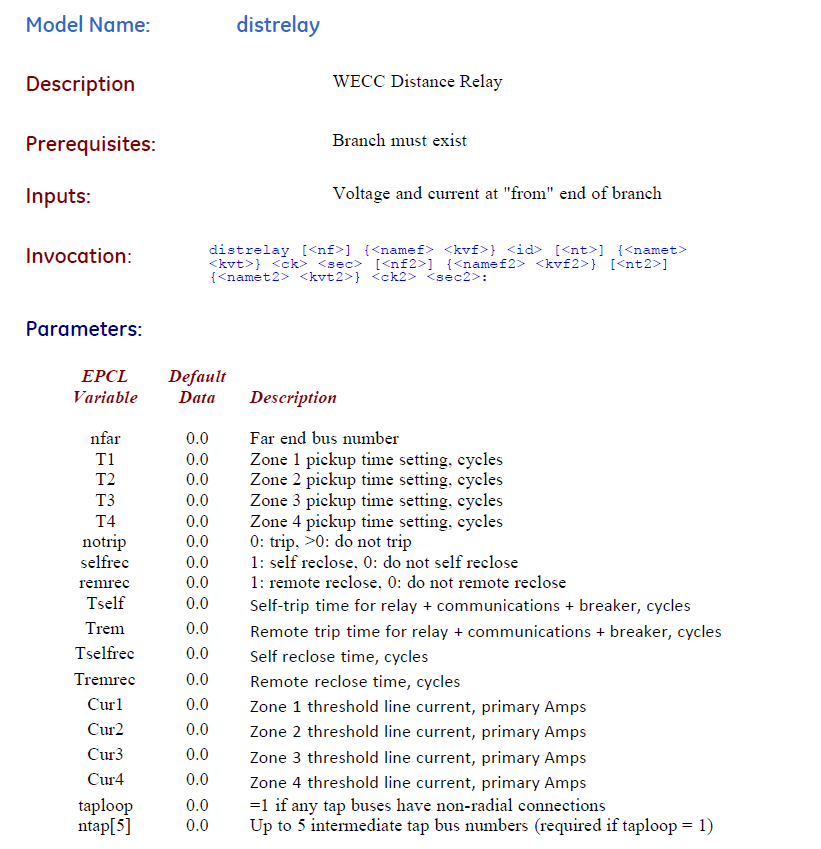 Model Name: distrelay
Description WECC Distance Relay
Prerequisites: Branch must exist
Inputs: Voltage and current at "from" end of branch
Invocation: distrelay [<nf>] {<namef> <kvf>} <id> [<nt>] {<namet>
<kvt>} <ck> <sec> [<nf2>] {<namef2> <kvf2>} [<nt2>]
{<namet2> <kvt2>} <ck2> <sec2>:
Parameters:
EPCL Default
Variable Data Description
nfar 0.0 Far end bus number
T1 0.0 Zone 1 pickup time setting, cycles
T2 0.0 Zone 2 pickup time setting, cycles
T3 0.0 Zone 3 pickup time setting, cycles
T4 0.0 Zone 4 pickup time setting, cycles
notrip 0.0 0: trip, >0: do not trip
selfrec 0.0 1: self reclose, 0: do not self reclose
remrec 0.0 1: remote reclose, 0: do not remote reclose
Tself 0.0 Self-trip time for relay + communications + breaker, cycles
Trem 0.0 Remote trip time for relay + communications + breaker, cycles
Tselfrec 0.0 Self reclose time, cycles
Tremrec 0.0 Remote reclose time, cycles
Cur1 0.0 Zone 1 threshold line current, primary Amps
Cur2 0.0 Zone 2 threshold line current, primary Amps
Cur3 0.0 Zone 3 threshold line current, primary Amps
Cur4 0.0 Zone 4 threshold line current, primary Amps
taploop 0.0 =1 if any tap buses have non-radial connections
ntap[5] 0.0 Up to 5 intermediate tap bus numbers (required if taploop = 1)